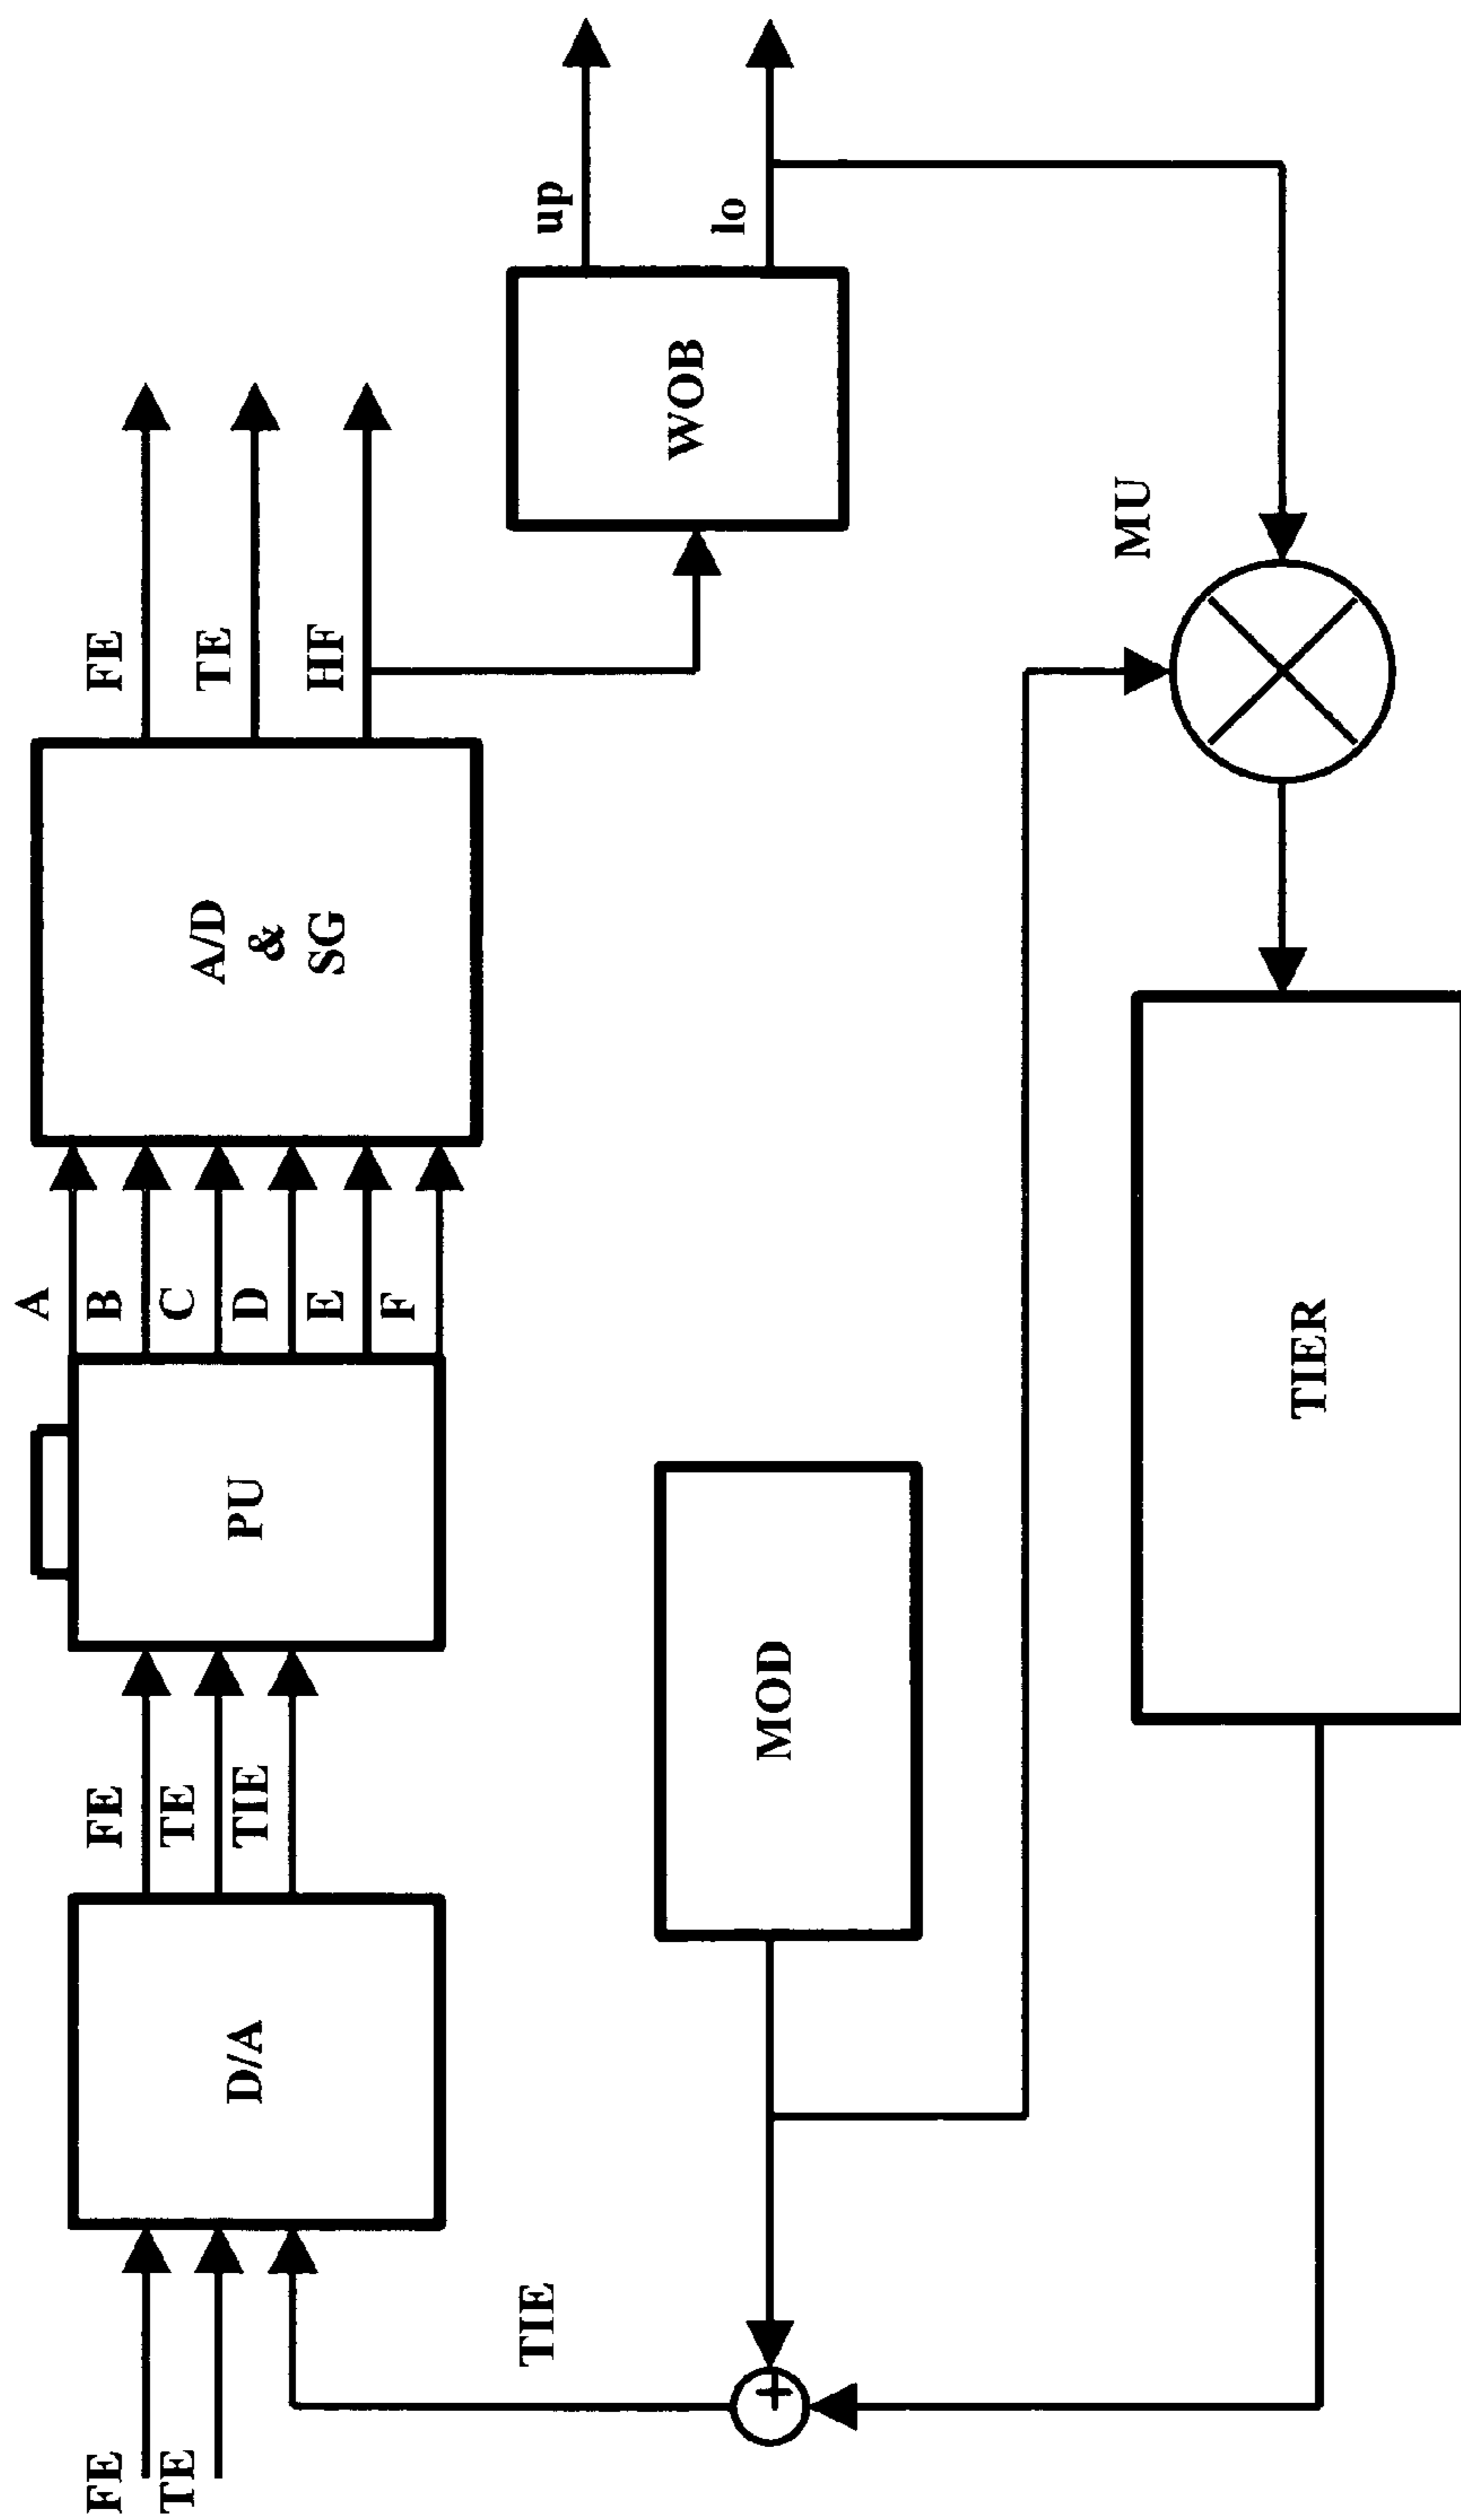 FE
TE
D/A
FE
TE
TIE
PU
A
B
C
D
E
F
A/D
&
SG
FE
TE
HF
WOB
up
lo
TIE
+
MOD
MU
TIER